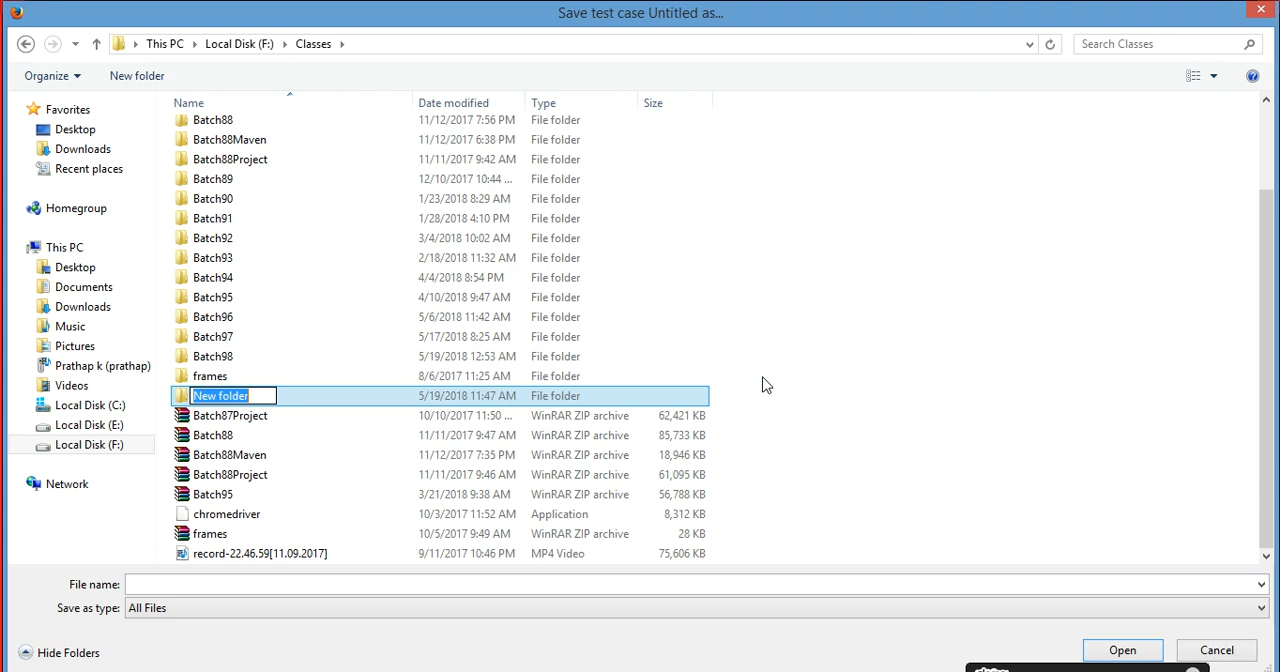 Save test case Untitled as...
This PC Local Disk (F:) Classes
Search Classes
Organize New folder
Name Date modified Type Size
Batch88 11/12/2017 7:56 PM File folder
Batch88Maven 11/12/2017 6:38 PM File folder
Batch88Project 11/11/2017 9:42 AM File folder
Batch89 12/10/2017 10:44 ... File folder
Batch90 1/23/2018 8:29 AM File folder
Batch91 1/28/2018 4:10 PM File folder
Batch92 3/4/2018 10:02 AM File folder
Batch93 2/18/2018 11:32 AM File folder
Batch94 4/4/2018 8:54 PM File folder
Batch95 4/10/2018 9:47 AM File folder
Batch96 5/6/2018 11:42 AM File folder
Batch97 5/17/2018 8:25 AM File folder
Batch98 5/19/2018 12:53 AM File folder
frames 8/6/2017 11:25 AM File folder
New folder 5/19/2018 11:47 AM File folder
Batch87Project 10/10/2017 11:50 ... WinRAR ZIP archive 62,421 KB
Batch88 11/11/2017 9:47 AM WinRAR ZIP archive 85,733 KB
Batch88Maven 11/12/2017 7:35 PM WinRAR ZIP archive 18,946 KB
Batch88Project 11/11/2017 9:46 AM WinRAR ZIP archive 61,095 KB
Batch95 3/21/2018 9:38 AM WinRAR ZIP archive 56,788 KB
chromedriver 10/3/2017 11:52 AM Application 8,312 KB
frames 10/5/2017 9:49 AM WinRAR ZIP archive 28 KB
record-22.46.59[11.09.2017] 9/11/2017 10:46 PM MP4 Video 75,606 KB
Favorites
Desktop
Downloads
Recent places
Homegroup
This PC
Desktop
Documents
Downloads
Music
Pictures
Prathap k (prathap)
Videos
Local Disk (C:)
Local Disk (E:)
Local Disk (F:)
Network
File name:
Save as type: All Files
Hide Folders
Open
Cancel